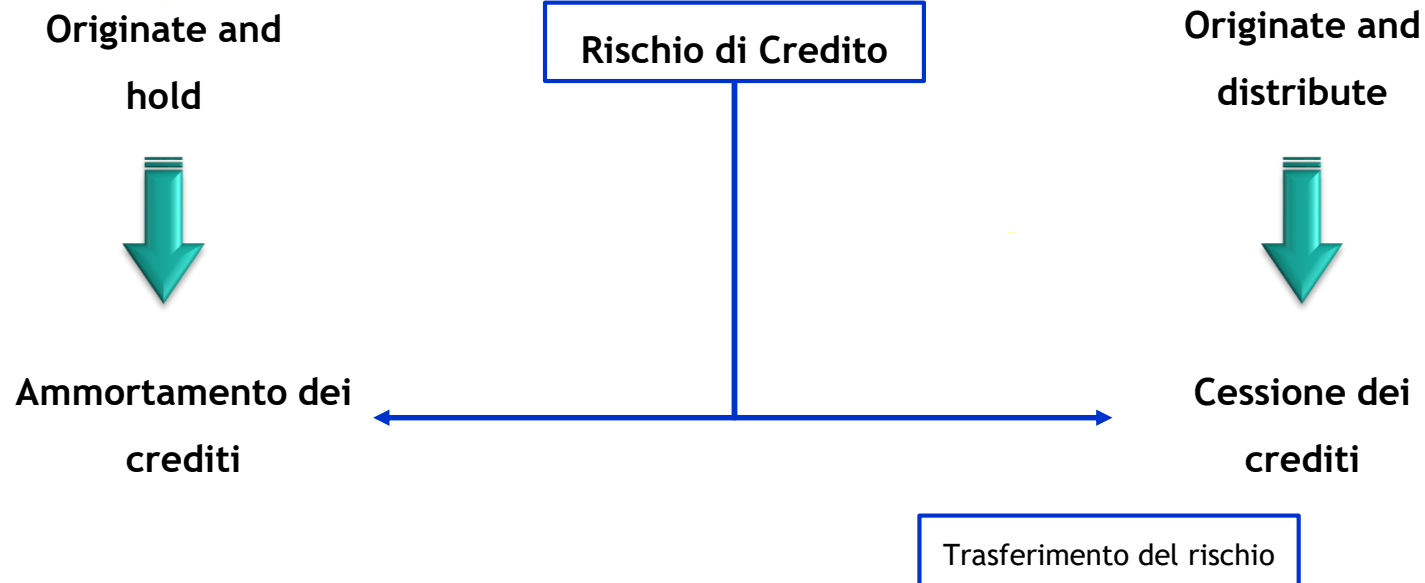 Originate and
hold
Rischio di Credito
Originate and
distribute
Ammortamento dei
crediti
Cessione dei
crediti
Trasferimento del rischio